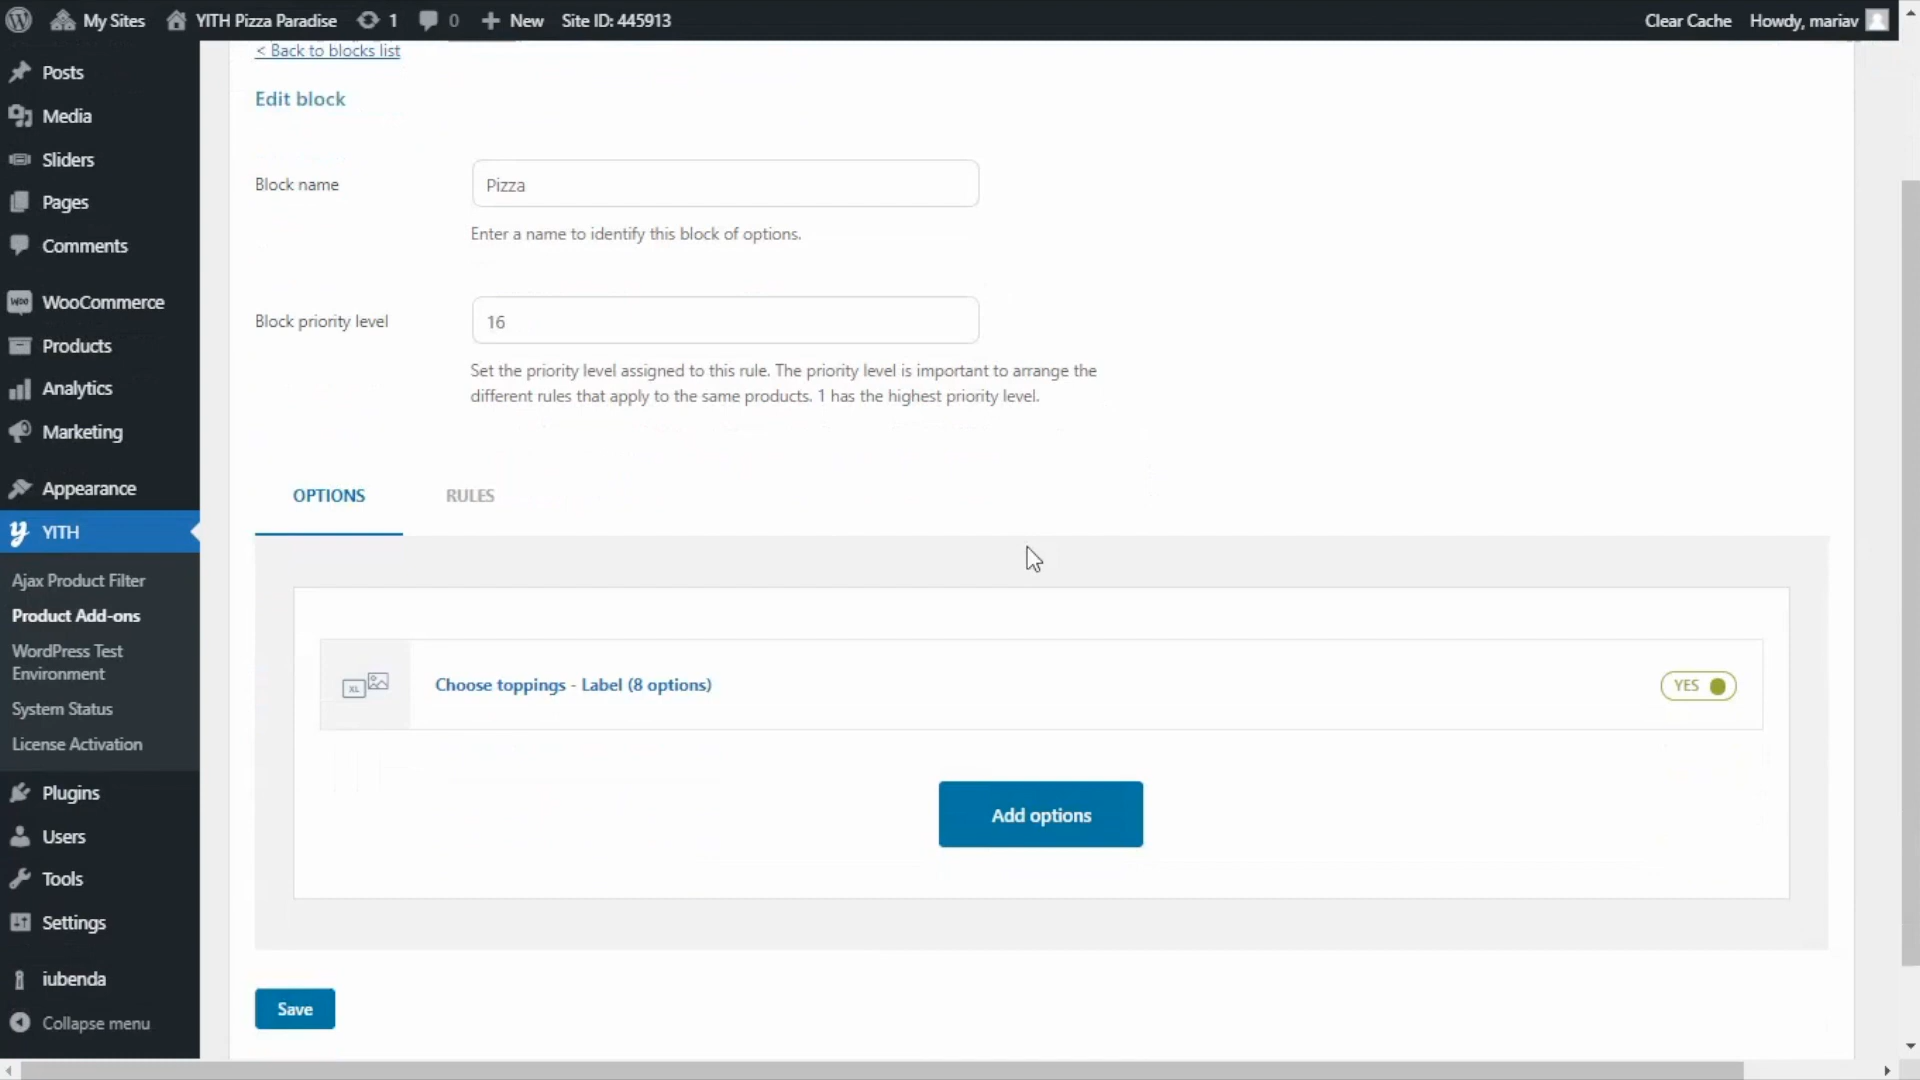 My Sites
YITH Pizza Paradise
1
0
New
Site ID: 445913
Clear Cache
Howdy, mariav
Posts
Media
Sliders
Pages
Comments
WooCommerce
Products
Analytics
Marketing
Appearance
YITH
Ajax Product Filter
Product Add-ons
WordPress Test
Environment
System Status
License Activation
Plugins
Users
Tools
Settings
iubenda
Collapse menu
< Back to blocks list
Edit block
Block name
Pizza
Enter a name to identify this block of options.
Block priority level
16
Set the priority level assigned to this rule. The priority level is important to arrange the
different rules that apply to the same products. 1 has the highest priority level.
OPTIONS
RULES
XL
Choose toppings - Label (8 options)
YES
Add options
Save